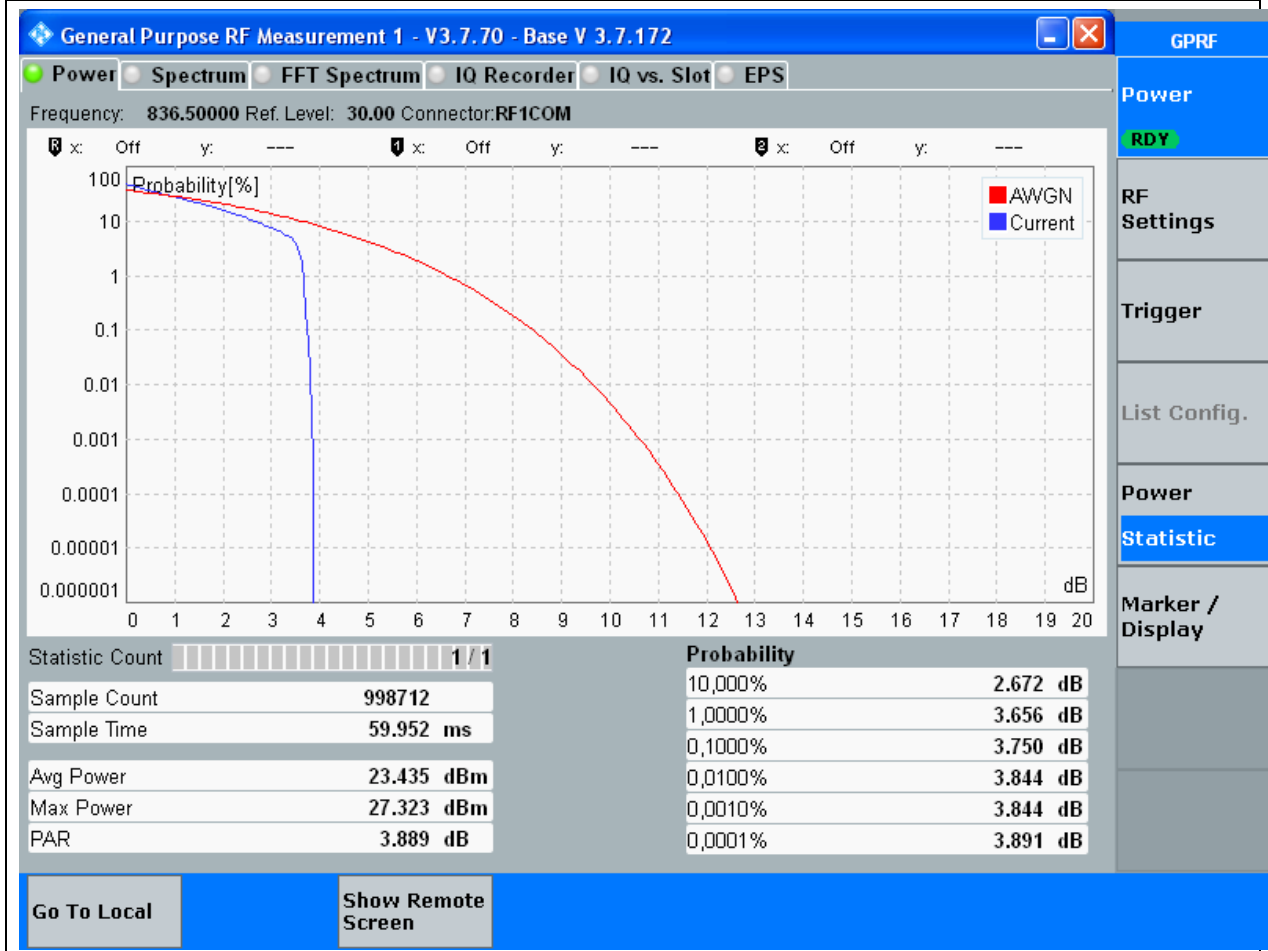 General Purpose RF Measurement 1 - V3.7.70 - Base V 3.7.172
GPRF
Power Spectrum FFT Spectrum IQ Recorder IQ vs. Slot EPS
Frequency: 836.50000 Ref. Level: 30.00 Connector:RF1COM
R x: Off y: --- 1 x: Off y: --- 2 x: Off y: ---
Probability[%]
AWGN
Current
100
10
1
0.1
0.01
0.001
0.0001
0.00001
0.000001
dB
0 1 2 3 4 5 6 7 8 9 10 11 12 13 14 15 16 17 18 19 20
Statistic Count 1 / 1
Sample Count 998712
Sample Time 59.952 ms
Avg Power 23.435 dBm
Max Power 27.323 dBm
PAR 3.889 dB
Probability
10,000% 2.672 dB
1,0000% 3.656 dB
0,1000% 3.750 dB
0,0100% 3.844 dB
0,0010% 3.844 dB
0,0001% 3.891 dB
Power
RDY
RF
Settings
Trigger
List Config.
Power
Statistic
Marker /
Display
Go To Local
Show Remote
Screen